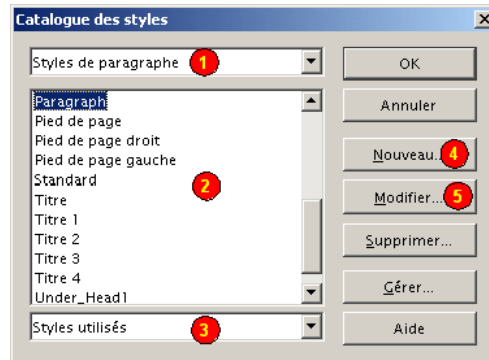 Catalogue des styles
Styles de paragraphe 1
OK
Paragraph
Pied de page
Pied de page droit
Pied de page gauche
Standard
Titre
Titre 1
Titre 2
Titre 3
Titre 4
Under_Head1
2
Annuler
Nouveau... 4
Modifier... 5
Supprimer...
Gérer...
Styles utilisés 3
Aide